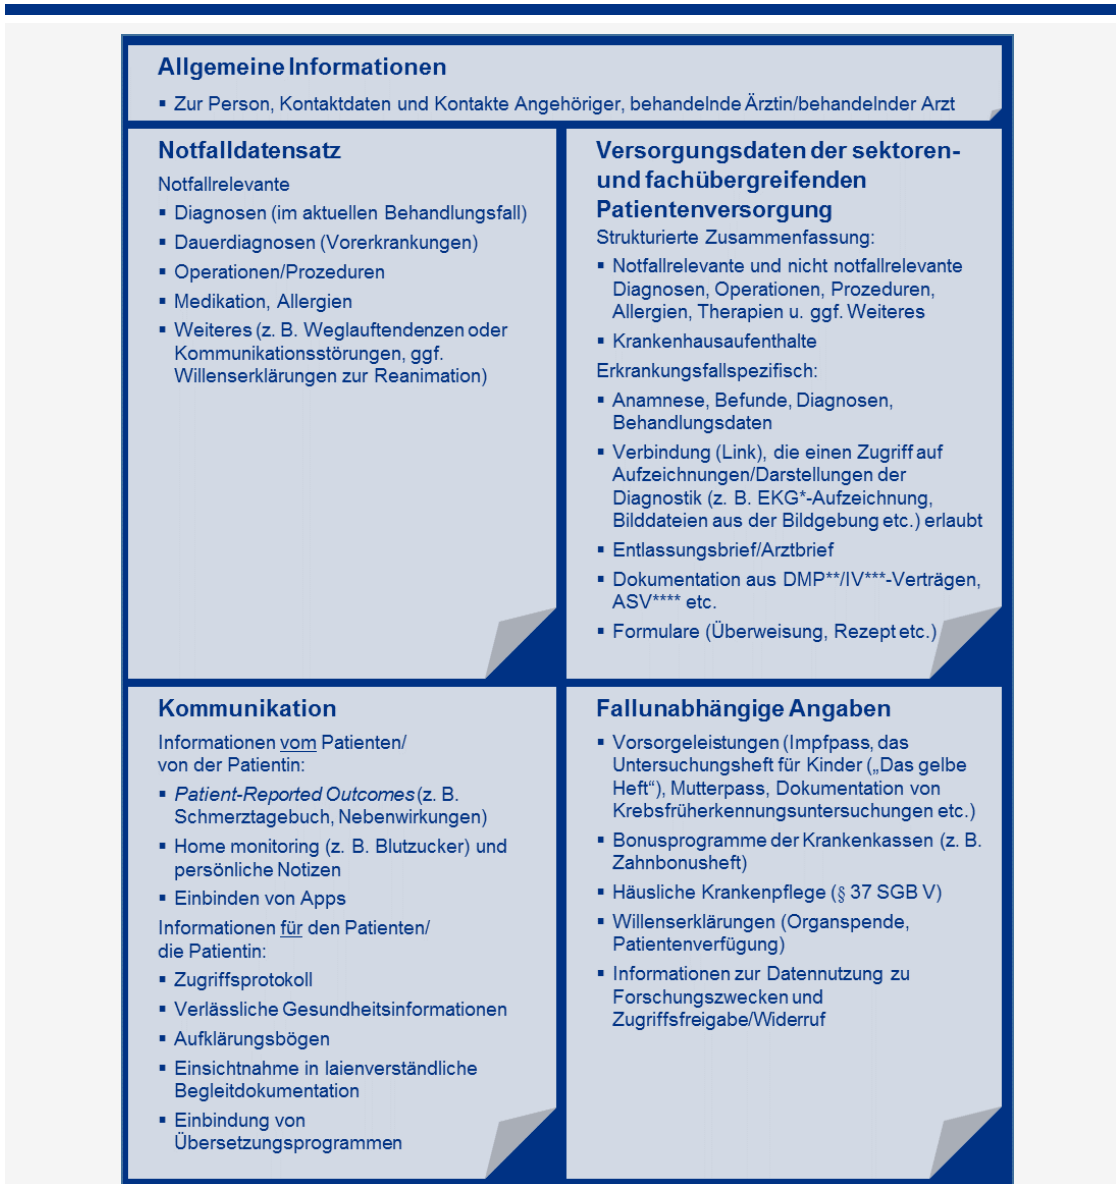 Allgemeine Informationen
▪ Zur Person, Kontaktdaten und Kontakte Angehöriger, behandelnde Ärztin/behandelnder Arzt
Notfalldatensatz
Notfallrelevante
▪ Diagnosen (im aktuellen Behandlungsfall)
▪ Dauerdiagnosen (Vorerkrankungen)
▪ Operationen/Prozeduren
▪ Medikation, Allergien
▪ Weiteres (z. B. Weglauftendenzen oder
Kommunikationsstörungen, ggf.
Willenserklärungen zur Reanimation)
Versorgungsdaten der sektoren-
und fachübergreifenden
Patientenversorgung
Strukturierte Zusammenfassung:
▪ Notfallrelevante und nicht notfallrelevante
Diagnosen, Operationen, Prozeduren,
Allergien, Therapien u. ggf. Weiteres
▪ Krankenhausaufenthalte
Erkrankungsfallspezifisch:
▪ Anamnese, Befunde, Diagnosen,
Behandlungsdaten
▪ Verbindung (Link), die einen Zugriff auf
Aufzeichnungen/Darstellungen der
Diagnostik (z. B. EKG*-Aufzeichnung,
Bilddateien aus der Bildgebung etc.) erlaubt
▪ Entlassungsbrief/Arztbrief
▪ Dokumentation aus DMP**/IV***-Verträgen,
ASV**** etc.
▪ Formulare (Überweisung, Rezept etc.)
Kommunikation
Informationen vom Patienten/
von der Patientin:
▪ Patient-Reported Outcomes (z. B.
Schmerztagebuch, Nebenwirkungen)
▪ Home monitoring (z. B. Blutzucker) und
persönliche Notizen
▪ Einbinden von Apps
Informationen für den Patienten/
die Patientin:
▪ Zugriffsprotokoll
▪ Verlässliche Gesundheitsinformationen
▪ Aufklärungsbögen
▪ Einsichtnahme in laienverständliche
Begleitdokumentation
▪ Einbindung von
Übersetzungsprogrammen
Fallunabhängige Angaben
▪ Vorsorgeleistungen (Impfpass, das
Untersuchungsheft für Kinder („Das gelbe
Heft“), Mutterpass, Dokumentation von
Krebsfrüherkennungsuntersuchungen etc.)
▪ Bonusprogramme der Krankenkassen (z. B.
Zahnbonusheft)
▪ Häusliche Krankenpflege (§ 37 SGB V)
▪ Willenserklärungen (Organspende,
Patientenverfügung)
▪ Informationen zur Datennutzung zu
Forschungszwecken und
Zugriffsfreigabe/Widerruf